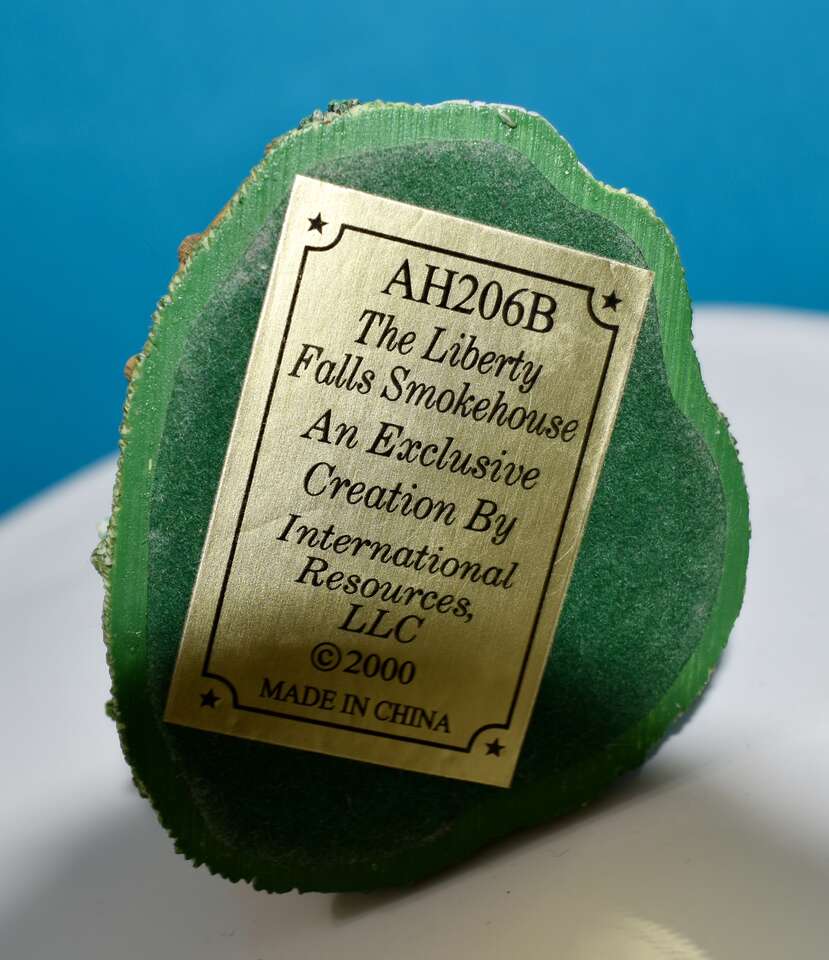 AH206B
The Liberty
Falls Smokehouse
An Exclusive
Creation By
International
Resources,
LLC
©2000
MADE IN CHINA